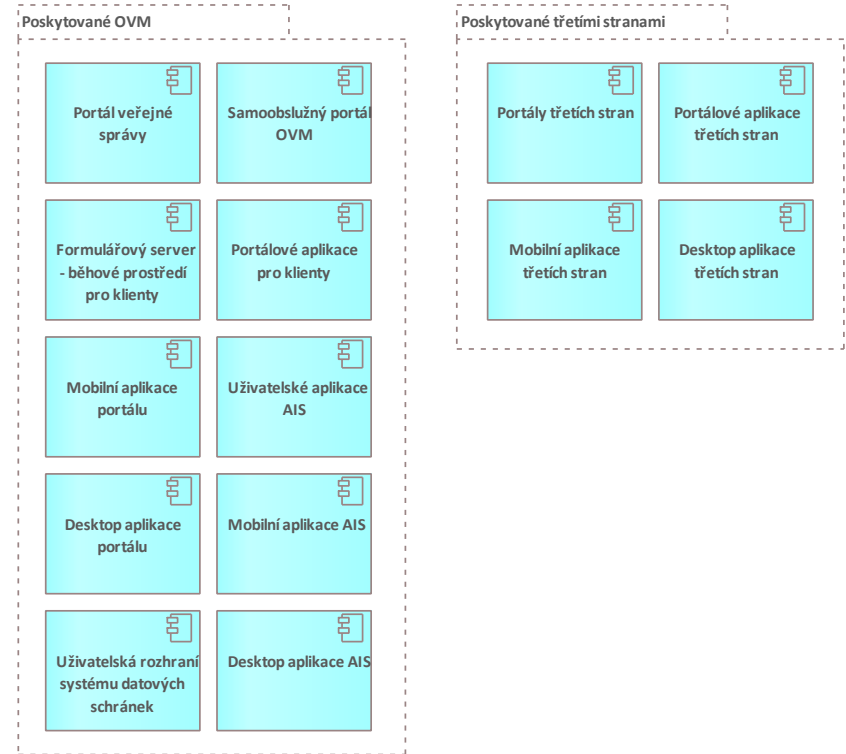 Poskytované OVM
Portál veřejné
správy
Samoobslužný portál
OVM
Formulářový server
- běhové prostředí
pro klienty
Portálové aplikace
pro klienty
Mobilní aplikace
portálu
Uživatelské aplikace
AIS
Desktop aplikace
portálu
Mobilní aplikace AIS
Uživatelská rozhraní
systému datových
schránek
Desktop aplikace AIS
Poskytované třetími stranami
Portály třetích stran
Portálové aplikace
třetích stran
Mobilní aplikace
třetích stran
Desktop aplikace
třetích stran